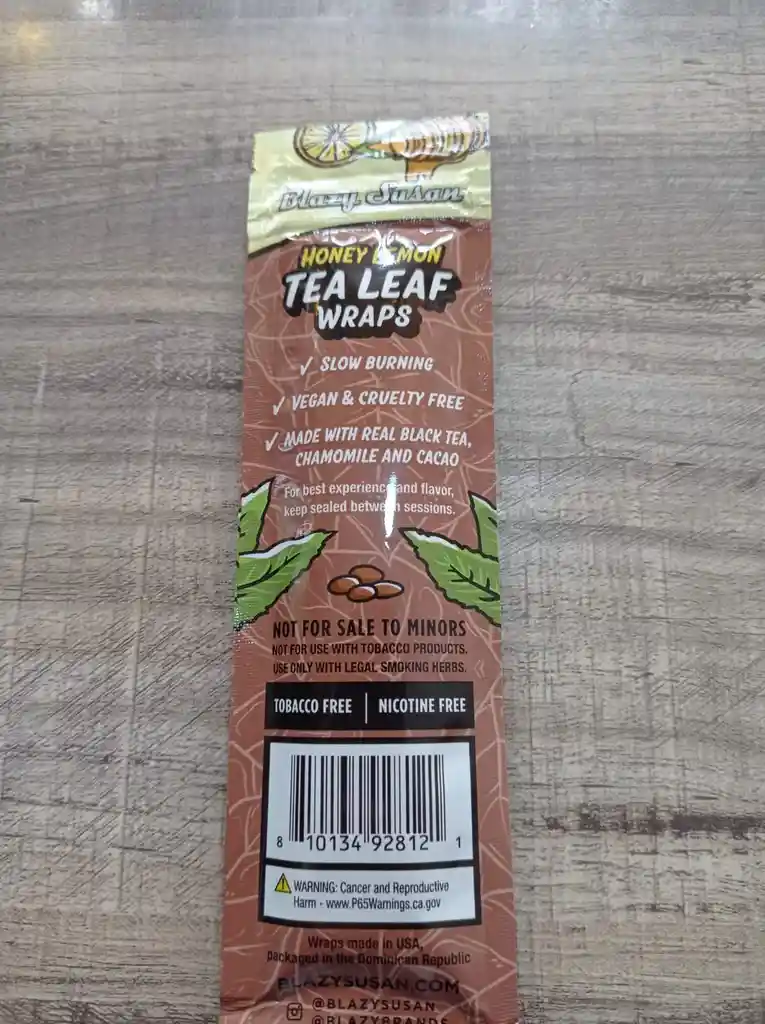 Blazy Susan
HONEY LEMON
TEA LEAF
WRAPS
✓ SLOW BURNING
✓ VEGAN & CRUELTY FREE
✓ MADE WITH REAL BLACK TEA,
CHAMOMILE AND CACAO
For best experience and flavor,
keep sealed between sessions.
NOT FOR SALE TO MINORS
NOT FOR USE WITH TOBACCO PRODUCTS.
USE ONLY WITH LEGAL SMOKING HERBS.
TOBACCO FREE | NICOTINE FREE
8 10134 92812 1
WARNING: Cancer and Reproductive
Harm - www.P65Warnings.ca.gov
Wraps made in USA,
packaged in the Dominican Republic
BLAZYSUSAN.COM
@BLAZYSUSAN
@BLAZYBRANDS